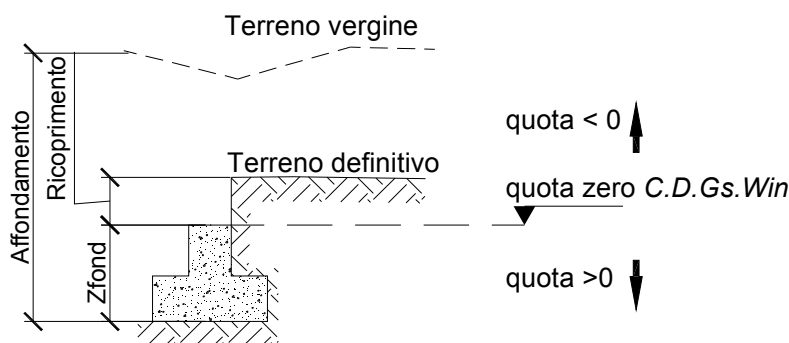 Terreno vergine
Affondamento
Ricoprimento
quota < 0
Terreno definitivo
quota zero C.D.Gs.Win
Zfond
quota >0